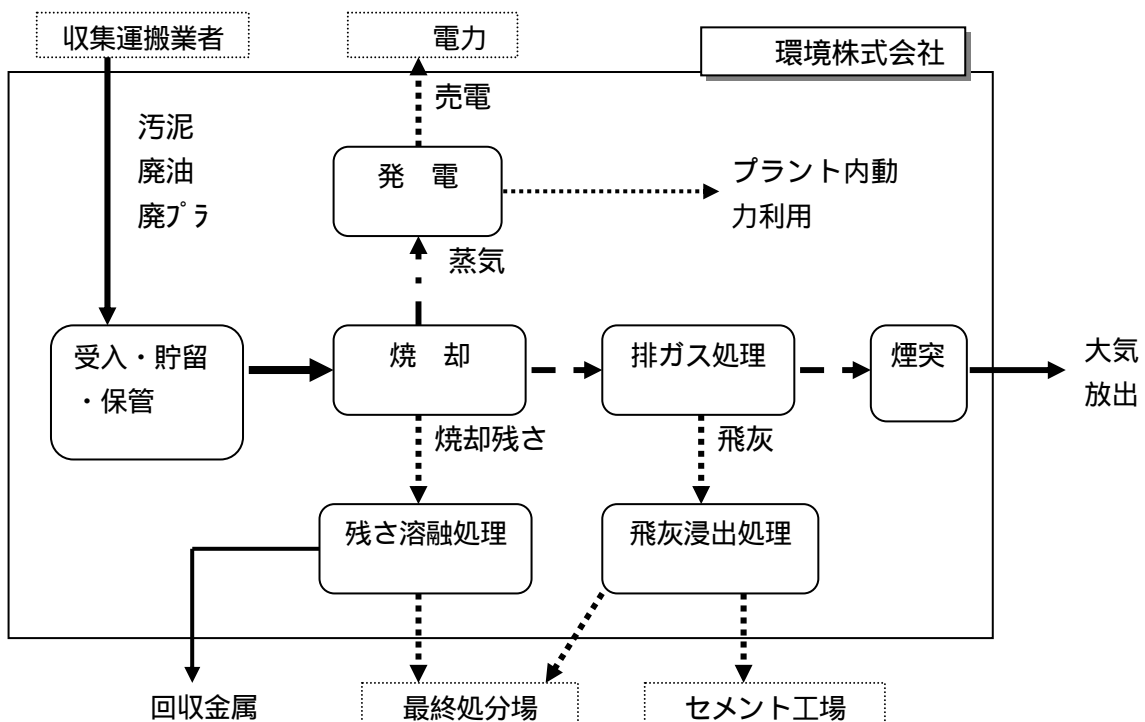 収集運搬業者
電力
環境株式会社
売電
汚泥
廃油
廃プラ
発 電
プラント内動
力利用
蒸気
受入・貯留
・保管
焼 却
排ガス処理
煙突
大気
放出
焼却残さ
飛灰
残さ溶融処理
飛灰浸出処理
回収金属
最終処分場
セメント工場